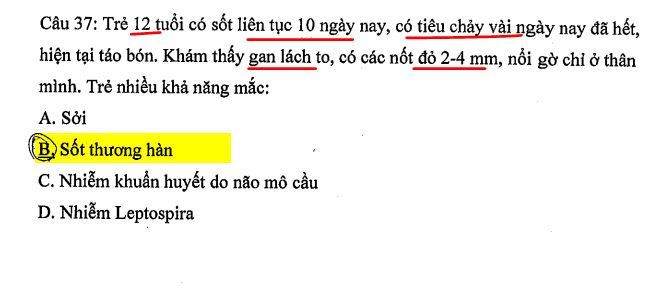 Câu 37: Trẻ 12 tuổi có sốt liên tục 10 ngày nay, có tiêu chảy vài ngày nay đã hết,
hiện tại táo bón. Khám thấy gan lách to, có các nốt đỏ 2-4 mm, nổi gờ chỉ ở thân
mình. Trẻ nhiều khả năng mắc:
A. Sởi
B. Sốt thương hàn
C. Nhiễm khuẩn huyết do não mô cầu
D. Nhiễm Leptospira